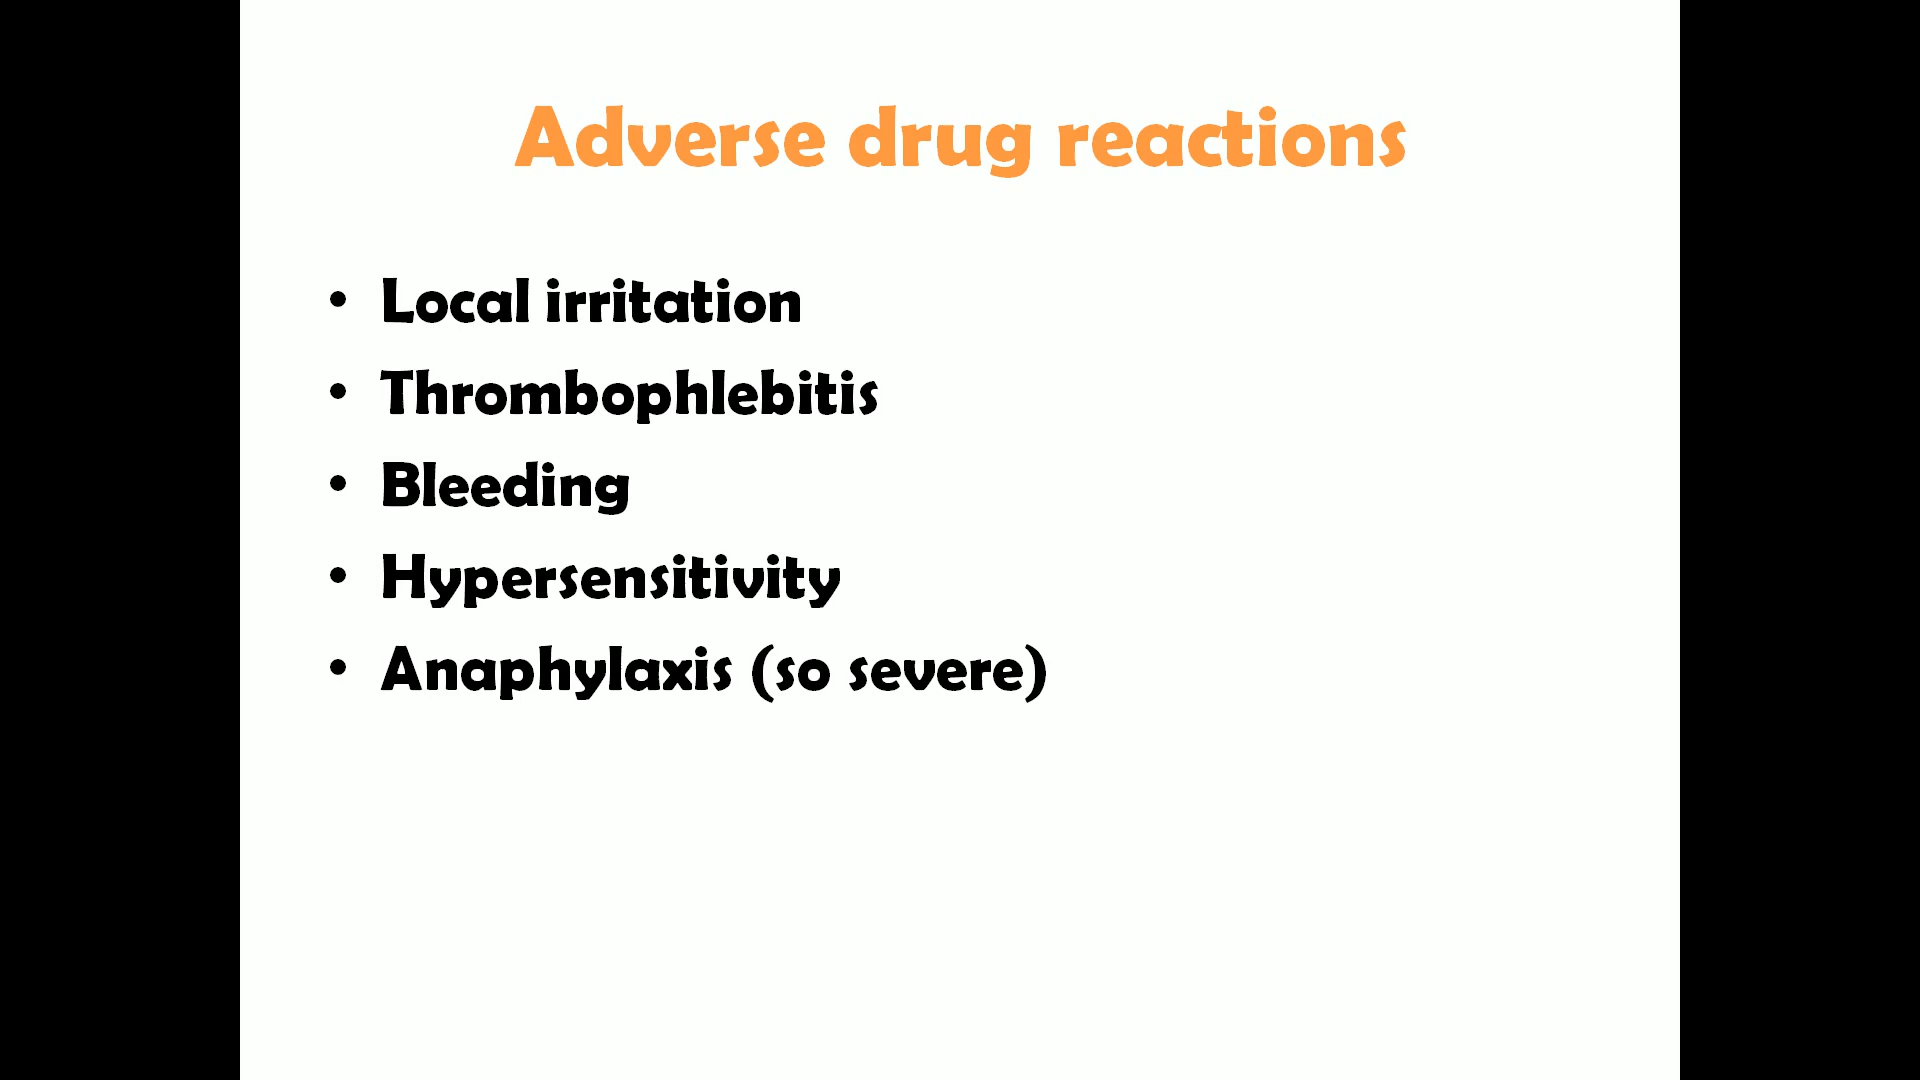 Adverse drug reactions
• Local irritation
• Thrombophlebitis
• Bleeding
• Hypersensitivity
• Anaphylaxis (so severe)